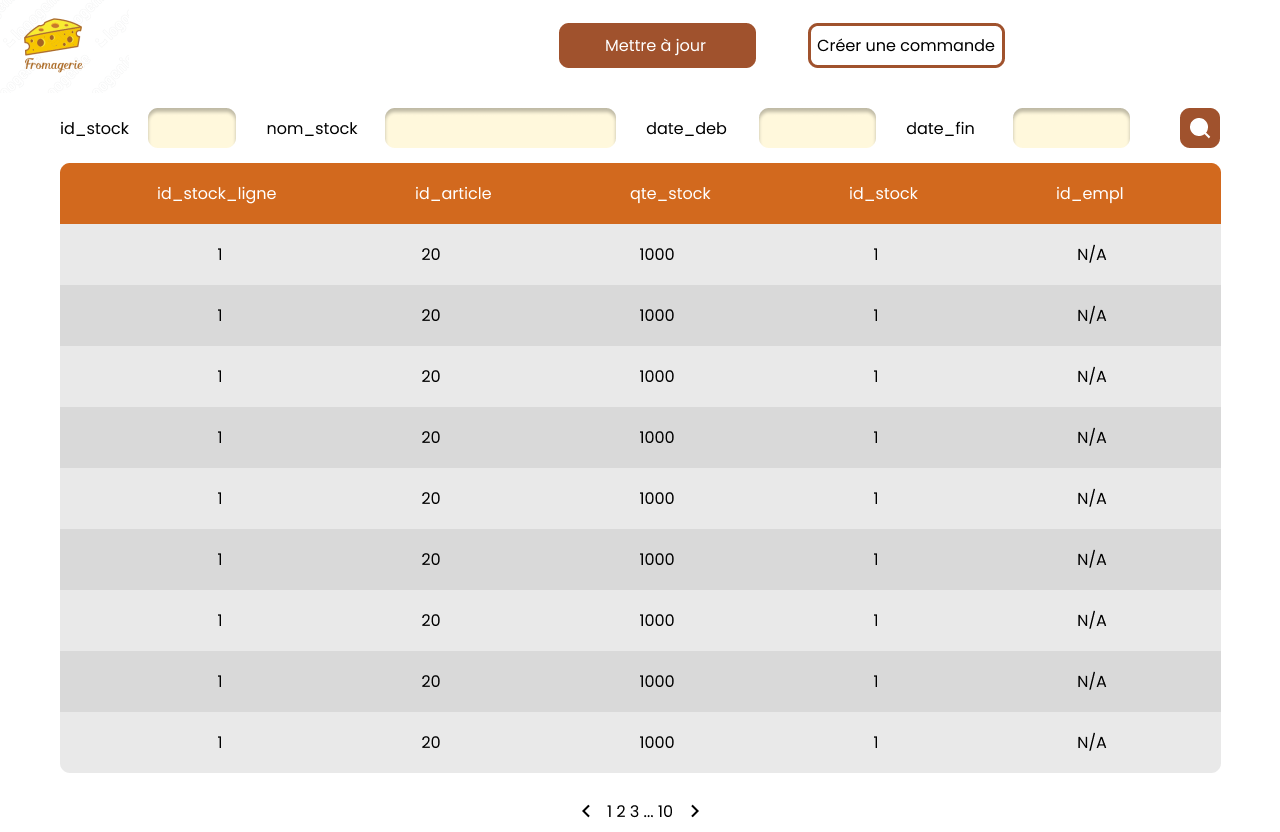 Fromagerie
Mettre à jour
Créer une commande
id_stock nom_stock date_deb date_fin
id_stock_ligne id_article qte_stock id_stock id_empl
1 20 1000 1 N/A
1 20 1000 1 N/A
1 20 1000 1 N/A
1 20 1000 1 N/A
1 20 1000 1 N/A
1 20 1000 1 N/A
1 20 1000 1 N/A
1 20 1000 1 N/A
1 20 1000 1 N/A
1 2 3 ... 10